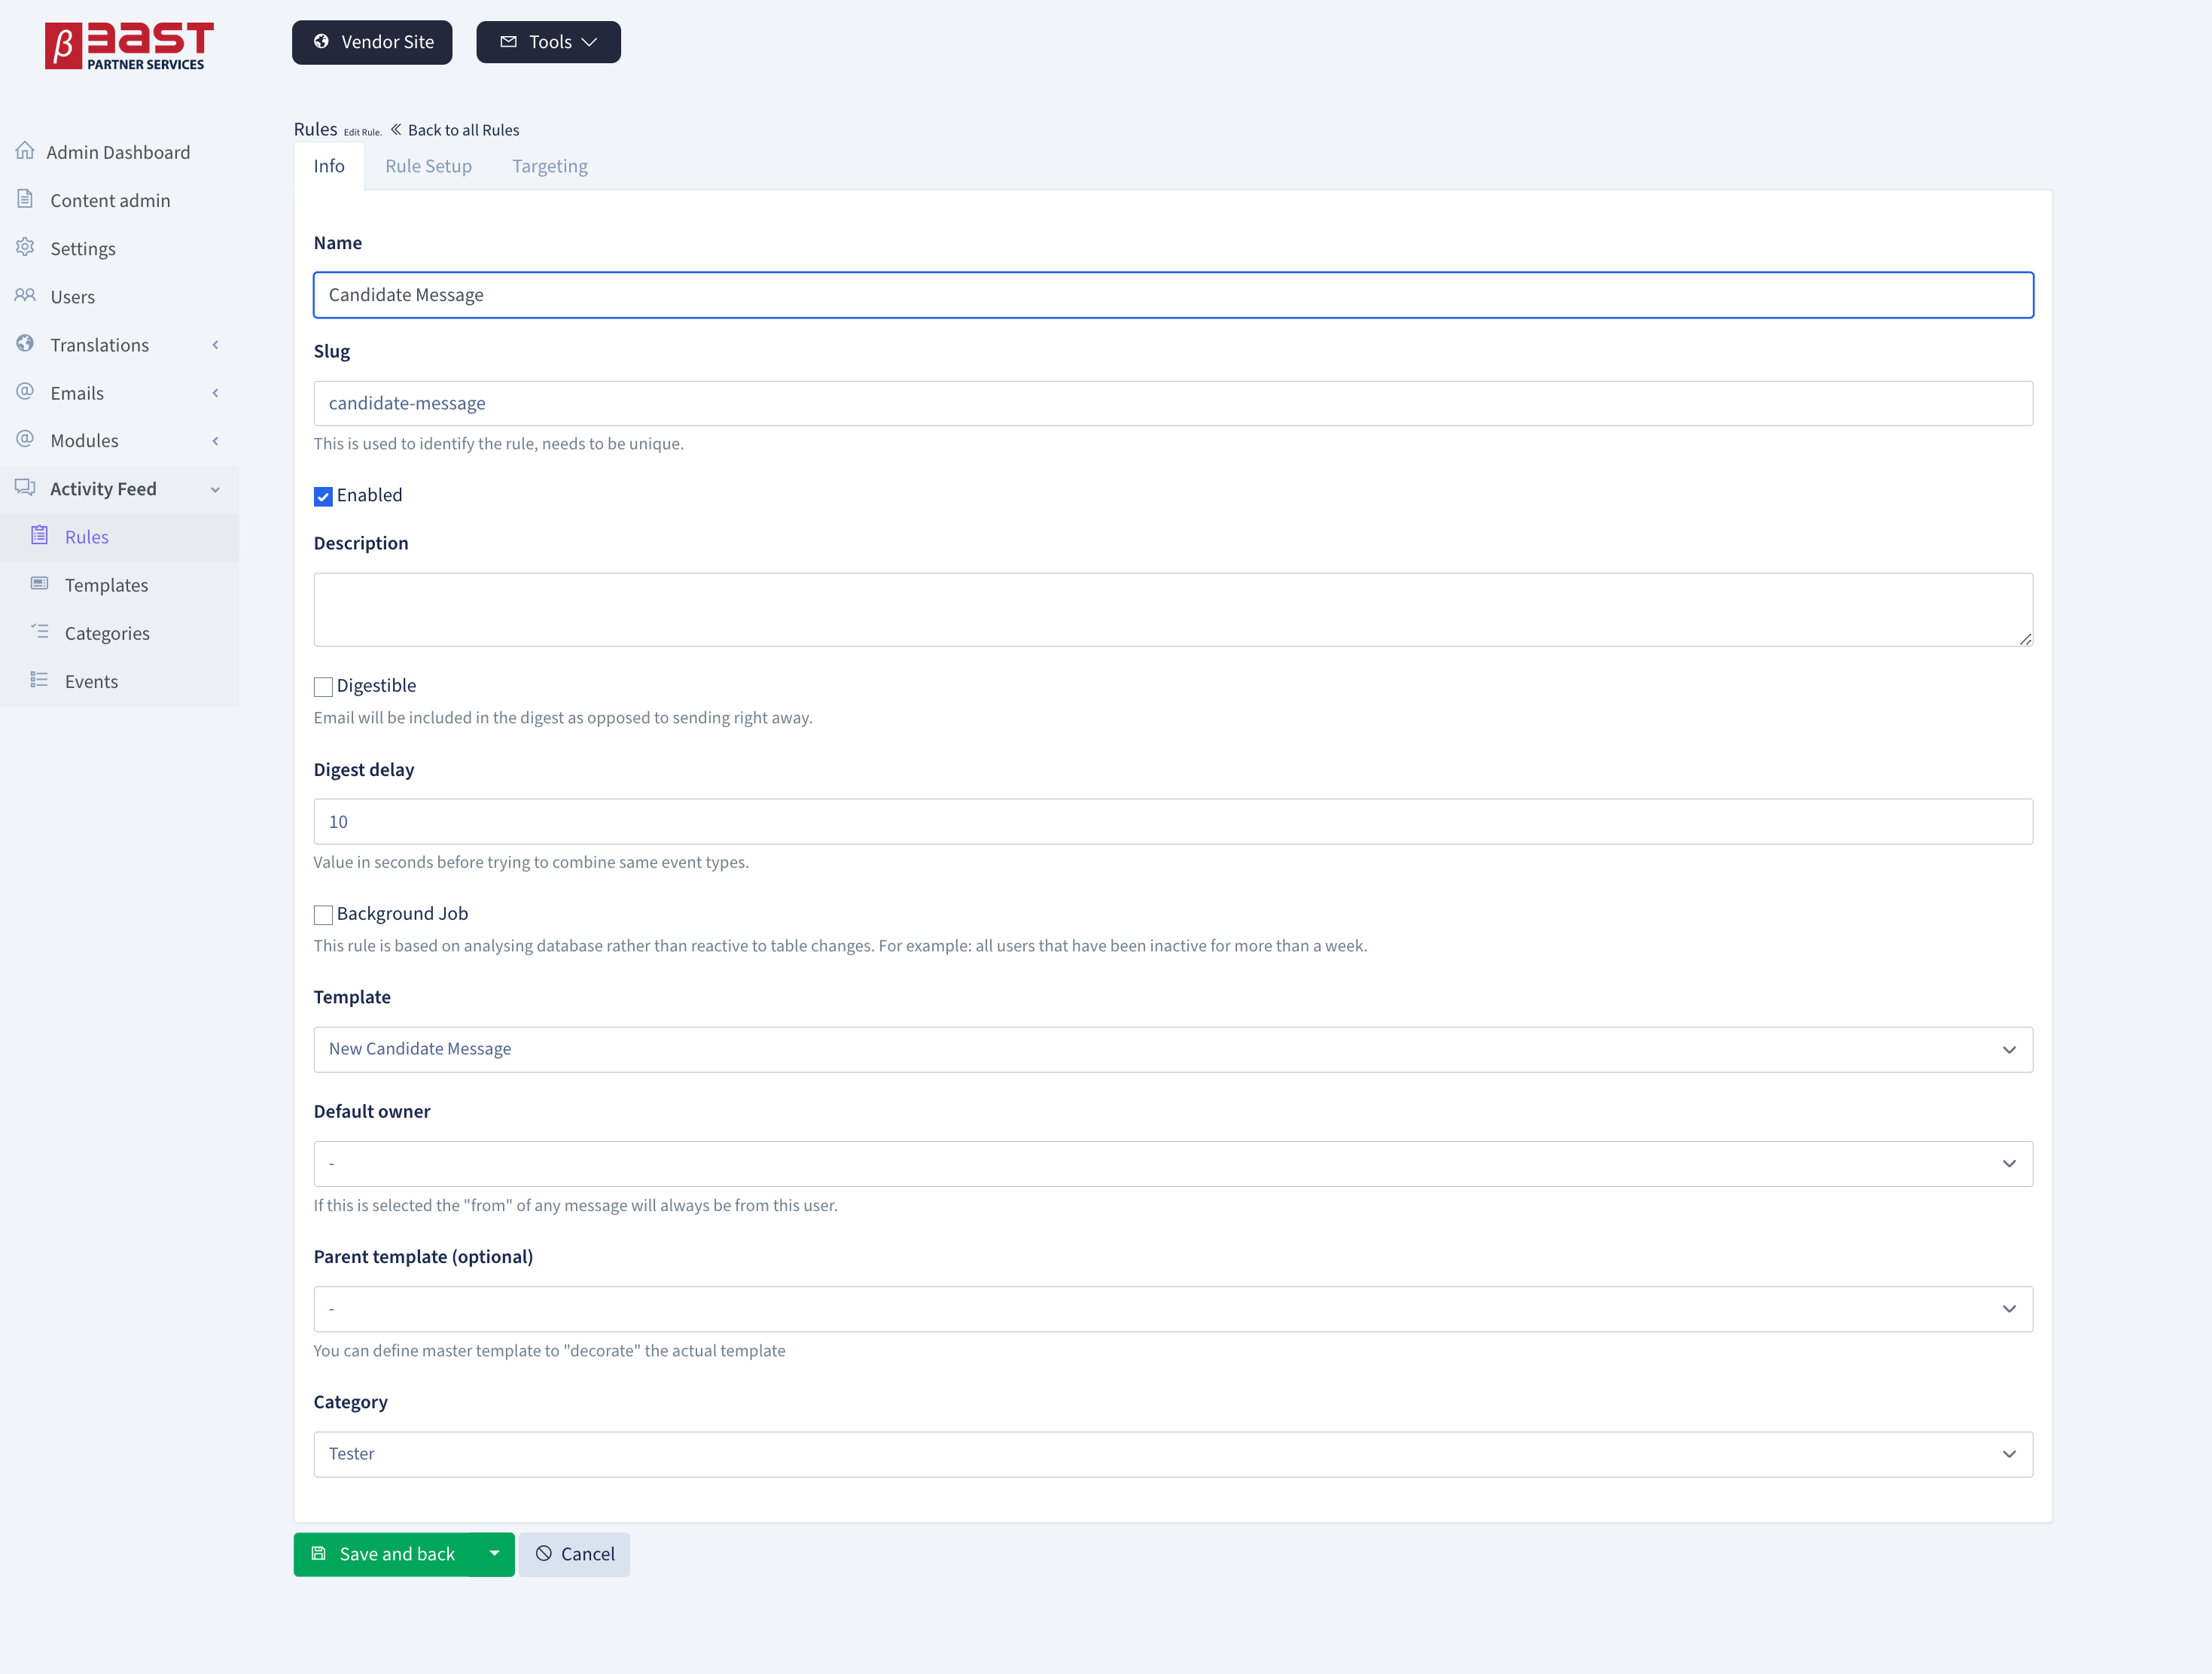 β BAST
PARTNER SERVICES
Vendor Site
Tools
Admin Dashboard
Content admin
Settings
Users
Translations
Emails
Modules
Activity Feed
Rules
Templates
Categories
Events
Rules Edit Rule. « Back to all Rules
Info
Rule Setup
Targeting
Name
Candidate Message
Slug
candidate-message
This is used to identify the rule, needs to be unique.
Enabled
Description
Digestible
Email will be included in the digest as opposed to sending right away.
Digest delay
10
Value in seconds before trying to combine same event types.
Background Job
This rule is based on analysing database rather than reactive to table changes. For example: all users that have been inactive for more than a week.
Template
New Candidate Message
Default owner
-
If this is selected the "from" of any message will always be from this user.
Parent template (optional)
-
You can define master template to "decorate" the actual template
Category
Tester
Save and back
Cancel